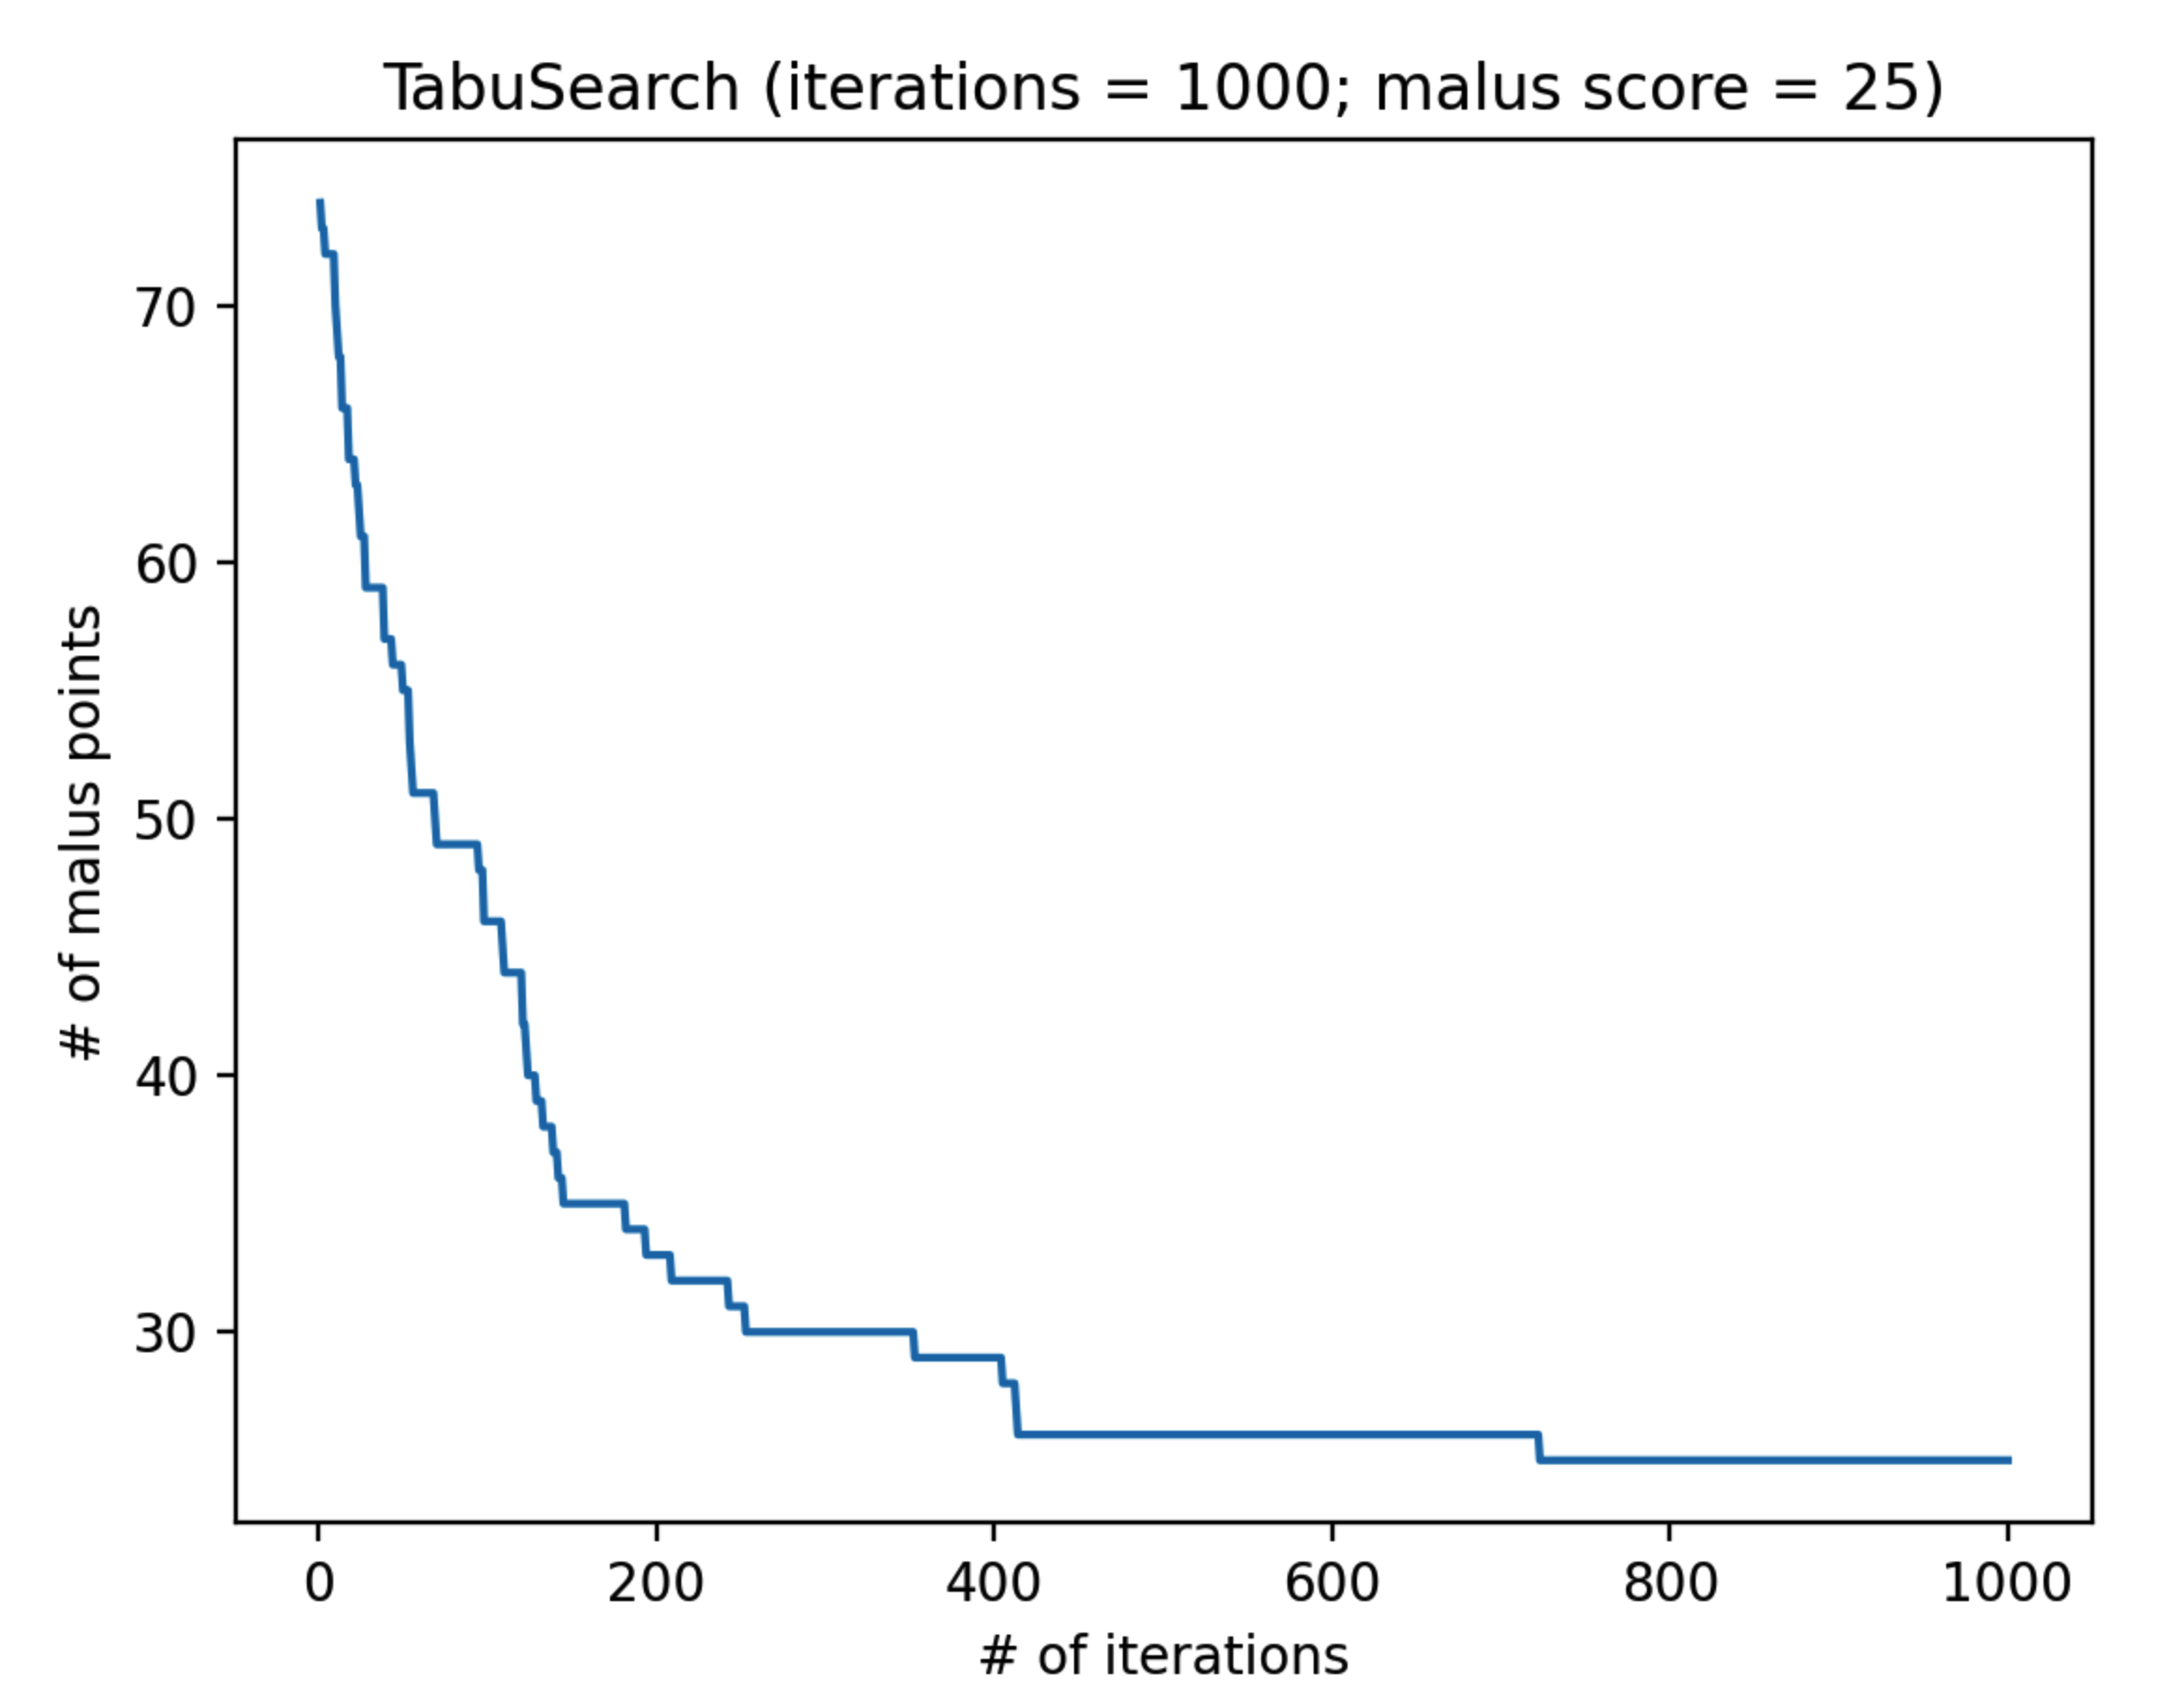 TabuSearch (iterations = 1000; malus score = 25)
# of malus points
70
60
50
40
30
0 200 400 600 800 1000
# of iterations